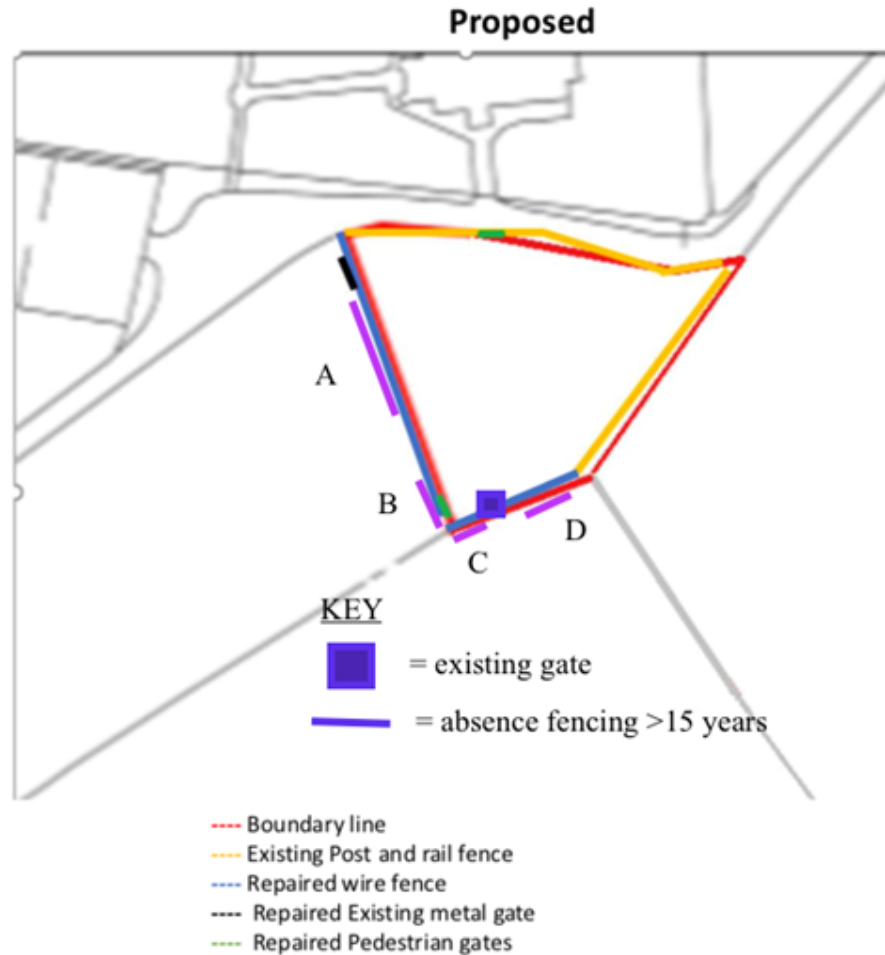 Proposed
A
B
D
C
KEY
= existing gate
= absence fencing >15 years
Boundary line
Existing Post and rail fence
Repaired wire fence
Repaired Existing metal gate
Repaired Pedestrian gates